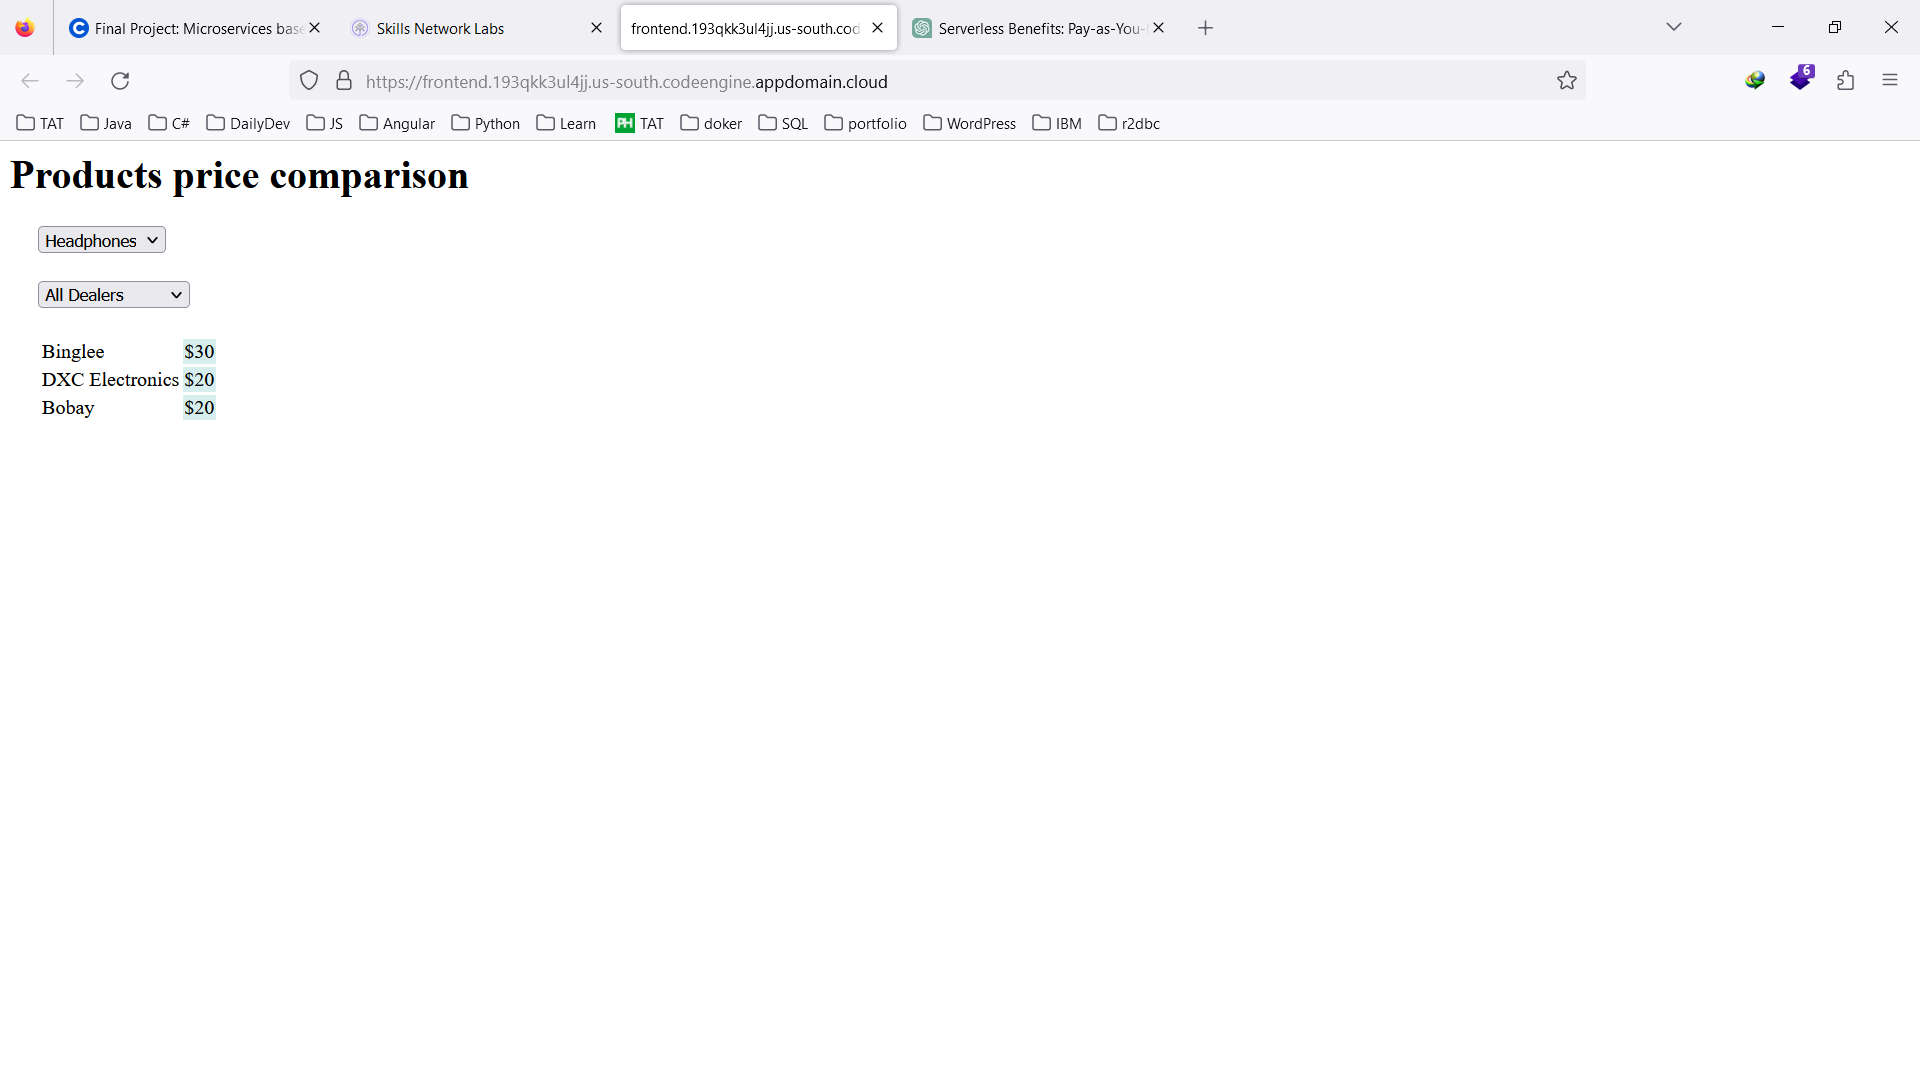 Final Project: Microservices base
Skills Network Labs
frontend.193qkk3ul4jj.us-south.cod
Serverless Benefits: Pay-as-You-
https://frontend.193qkk3ul4jj.us-south.codeengine.appdomain.cloud
6
TAT Java C# DailyDev JS Angular Python Learn PH TAT doker SQL portfolio WordPress IBM r2dbc
Products price comparison
Headphones
All Dealers
Binglee $30
DXC Electronics $20
Bobay $20